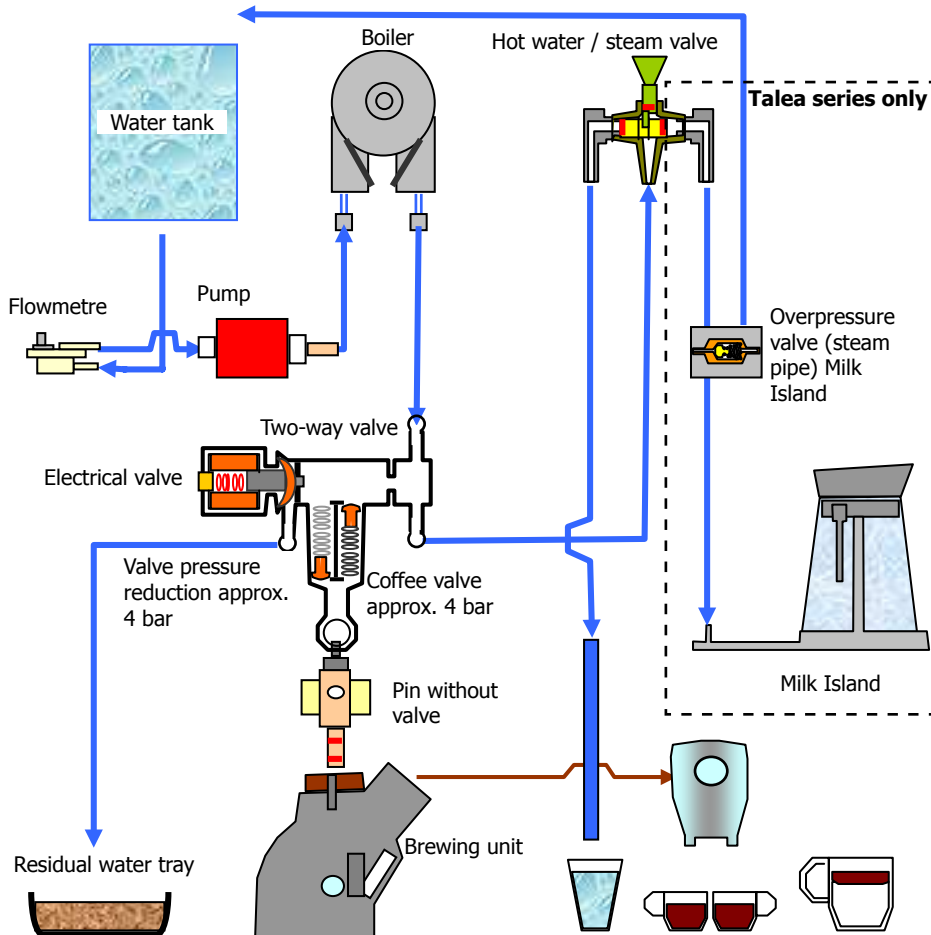 Boiler
Hot water / steam valve
Talea series only
Water tank
Flowmetre
Pump
Overpressure
valve (steam
pipe) Milk
Island
Two-way valve
Electrical valve
Valve pressure
reduction approx.
4 bar
Coffee valve
approx. 4 bar
Pin without
valve
Milk Island
Brewing unit
Residual water tray